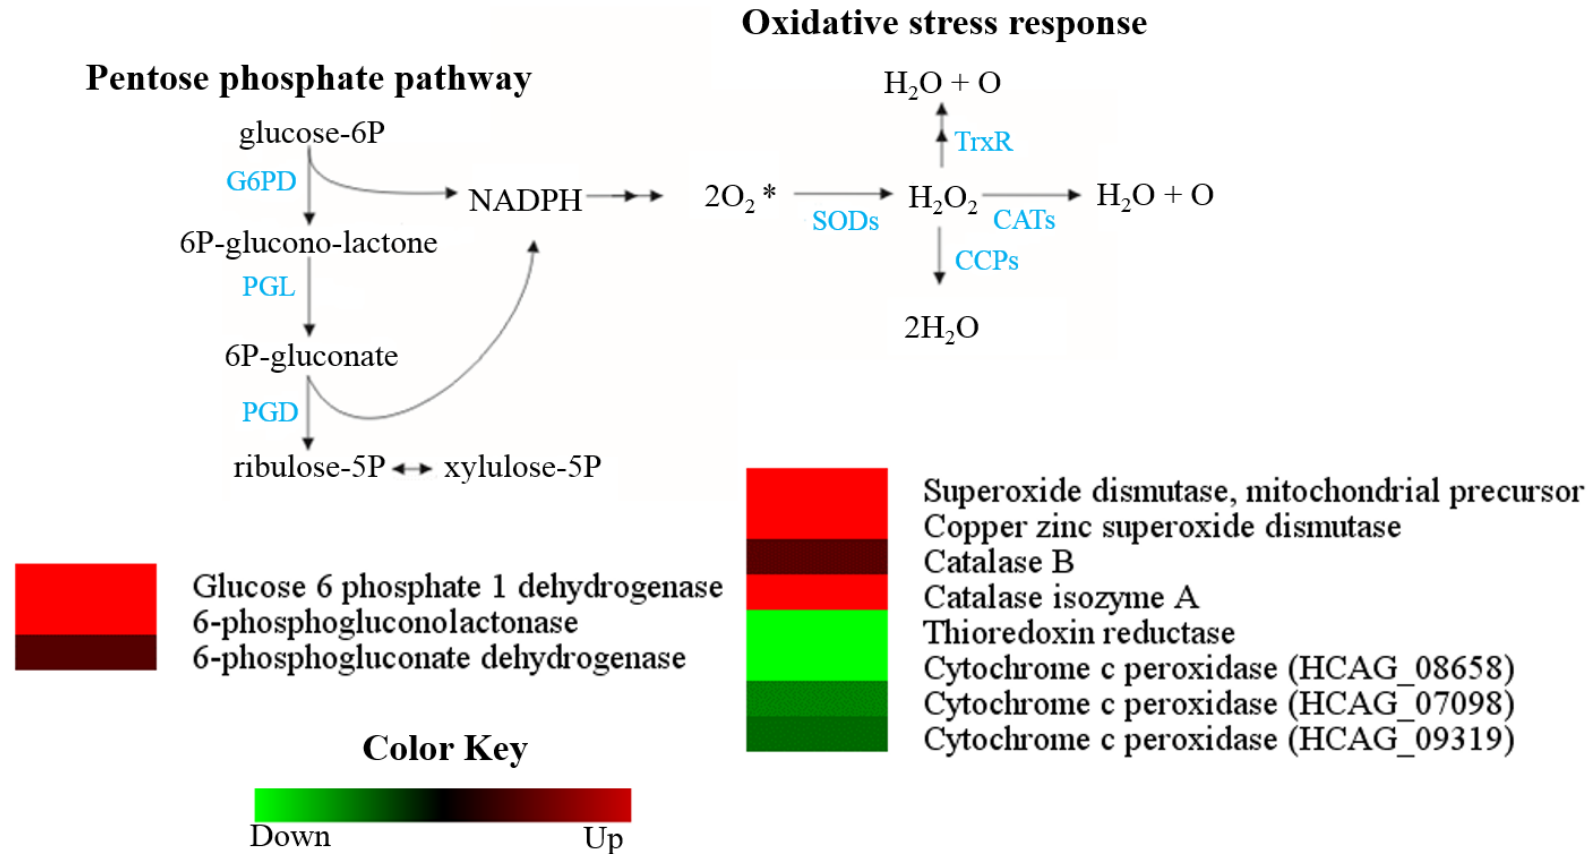 Oxidative stress response
Pentose phosphate pathway
H₂O + O
glucose-6P
TrxR
G6PD
NADPH
2O₂ *
H₂O₂
H₂O + O
SODs
CATs
6P-glucono-lactone
CCPs
PGL
2H₂O
6P-gluconate
PGD
ribulose-5P
xylulose-5P
Superoxide dismutase, mitochondrial precursor
Copper zinc superoxide dismutase
Catalase B
Catalase isozyme A
Thioredoxin reductase
Cytochrome c peroxidase (HCAG_08658)
Cytochrome c peroxidase (HCAG_07098)
Cytochrome c peroxidase (HCAG_09319)
Glucose 6 phosphate 1 dehydrogenase
6-phosphogluconolactonase
6-phosphogluconate dehydrogenase
Color Key
Down
Up